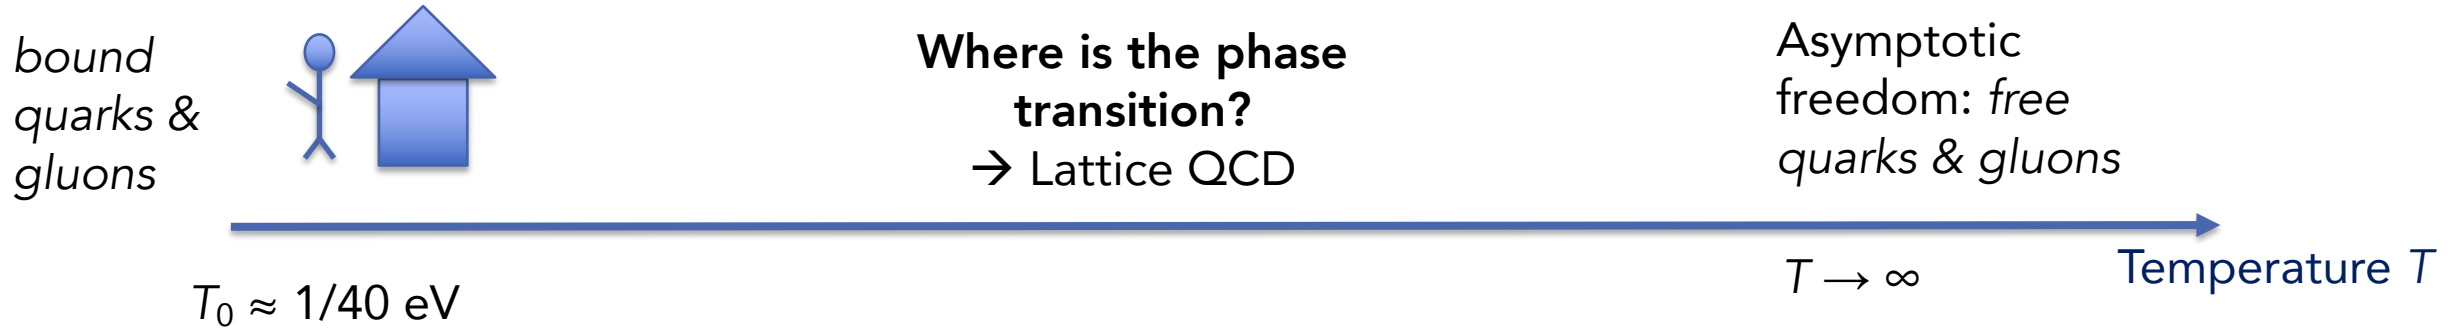 bound
quarks &
gluons
Where is the phase
transition?
→ Lattice QCD
Asymptotic
freedom: free
quarks & gluons
T₀ ≈ 1/40 eV
T → ∞
Temperature T